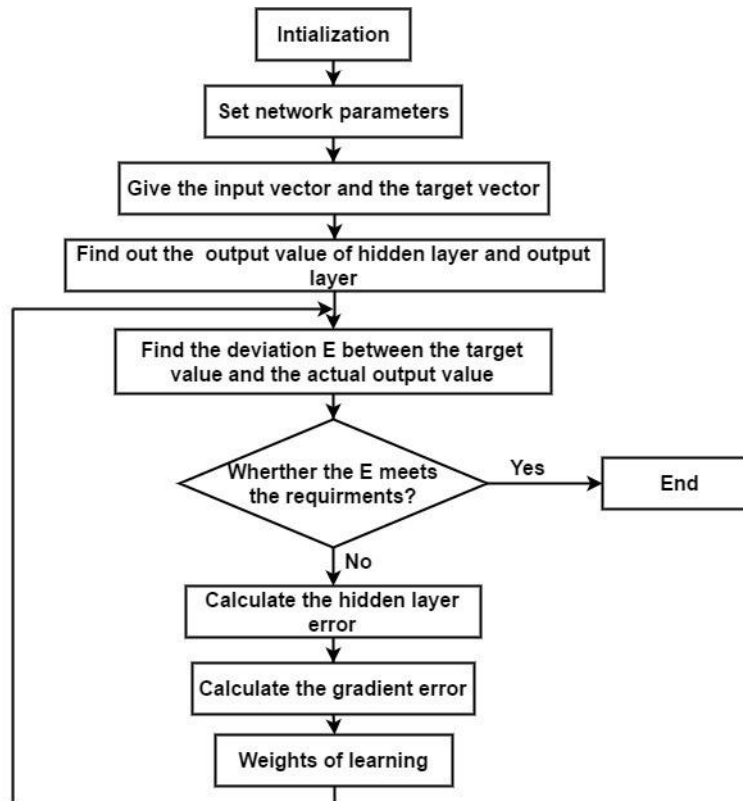 Intialization
Set network parameters
Give the input vector and the target vector
Find out the output value of hidden layer and output
layer
Find the deviation E between the target
value and the actual output value
Wherther the E meets
the requirments?
Yes
End
No
Calculate the hidden layer
error
Calculate the gradient error
Weights of learning